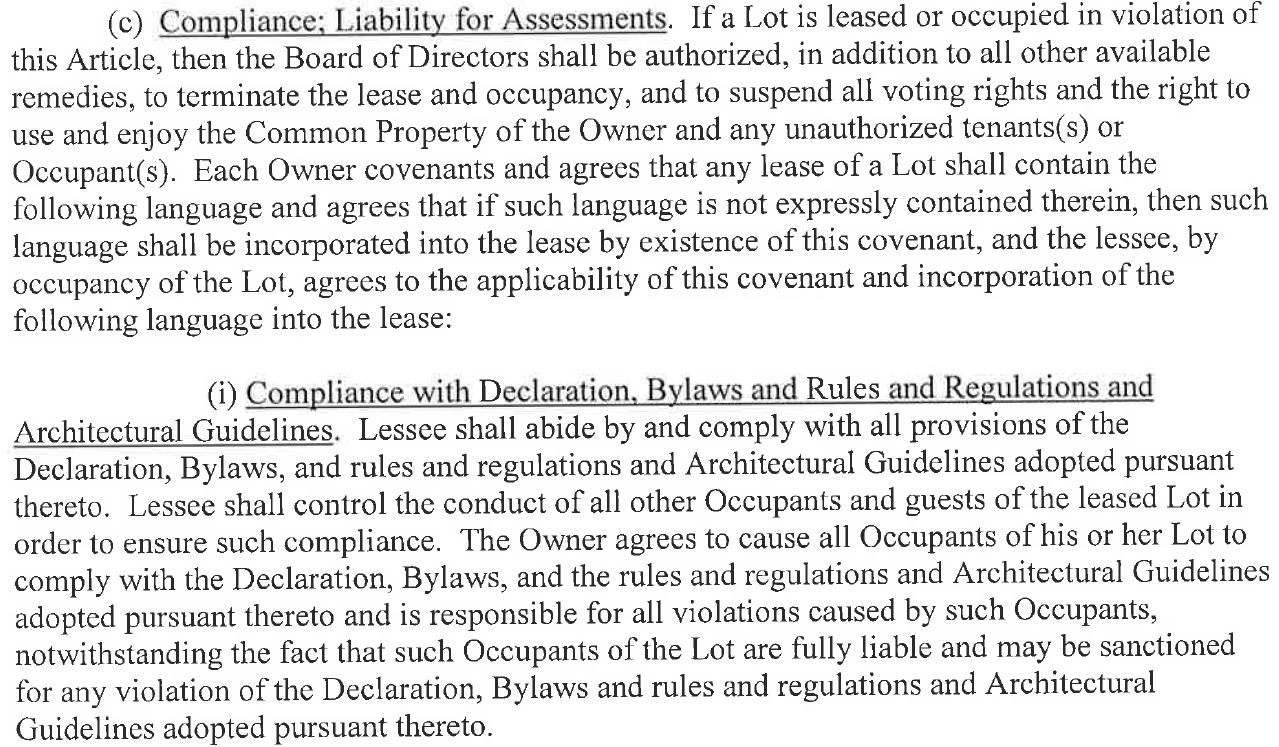 (c) Compliance; Liability for Assessments. If a Lot is leased or occupied in violation of
this Article, then the Board of Directors shall be authorized, in addition to all other available
remedies, to terminate the lease and occupancy, and to suspend all voting rights and the right to
use and enjoy the Common Property of the Owner and any unauthorized tenants(s) or
Occupant(s). Each Owner covenants and agrees that any lease of a Lot shall contain the
following language and agrees that if such language is not expressly contained therein, then such
language shall be incorporated into the lease by existence of this covenant, and the lessee, by
occupancy of the Lot, agrees to the applicability of this covenant and incorporation of the
following language into the lease:
(i) Compliance with Declaration, Bylaws and Rules and Regulations and
Architectural Guidelines. Lessee shall abide by and comply with all provisions of the
Declaration, Bylaws, and rules and regulations and Architectural Guidelines adopted pursuant
thereto. Lessee shall control the conduct of all other Occupants and guests of the leased Lot in
order to ensure such compliance. The Owner agrees to cause all Occupants of his or her Lot to
comply with the Declaration, Bylaws, and the rules and regulations and Architectural Guidelines
adopted pursuant thereto and is responsible for all violations caused by such Occupants,
notwithstanding the fact that such Occupants of the Lot are fully liable and may be sanctioned
for any violation of the Declaration, Bylaws and rules and regulations and Architectural
Guidelines adopted pursuant thereto.